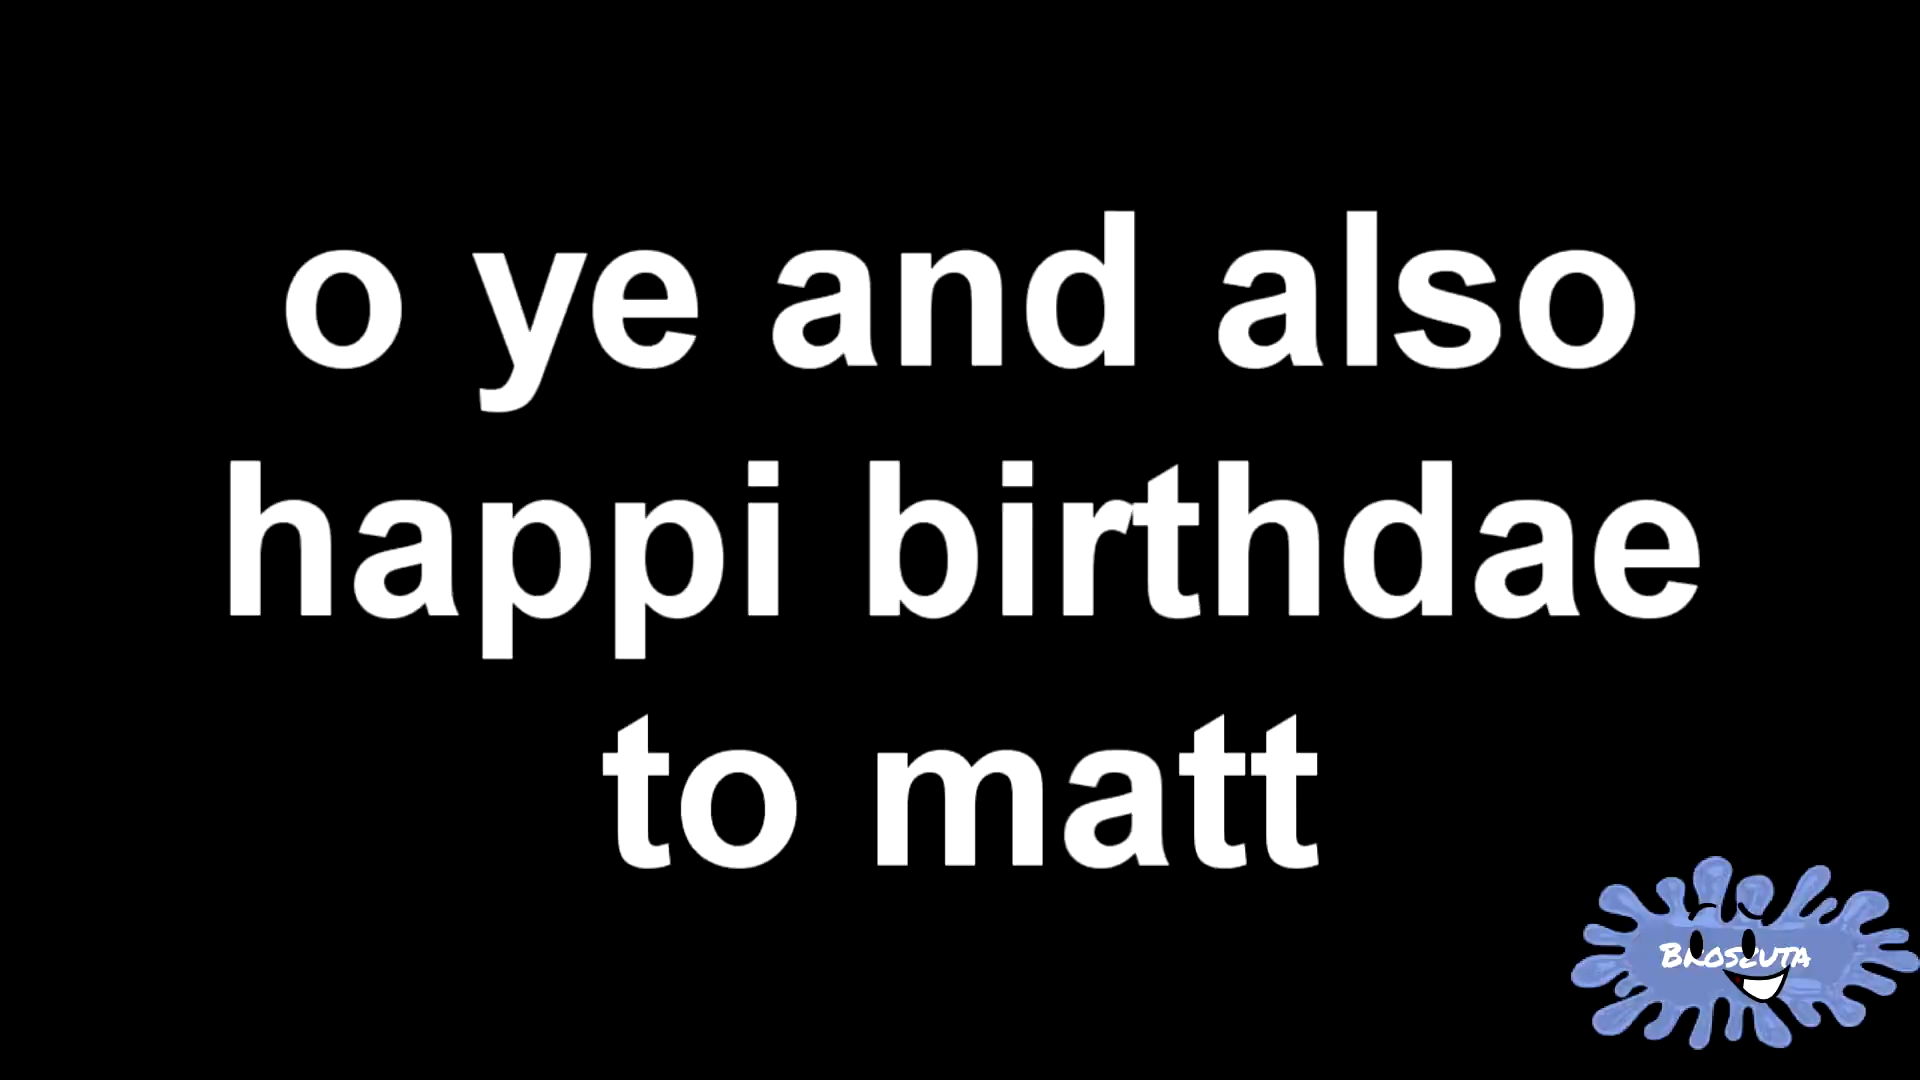 o ye and also
happi birthdae
to matt